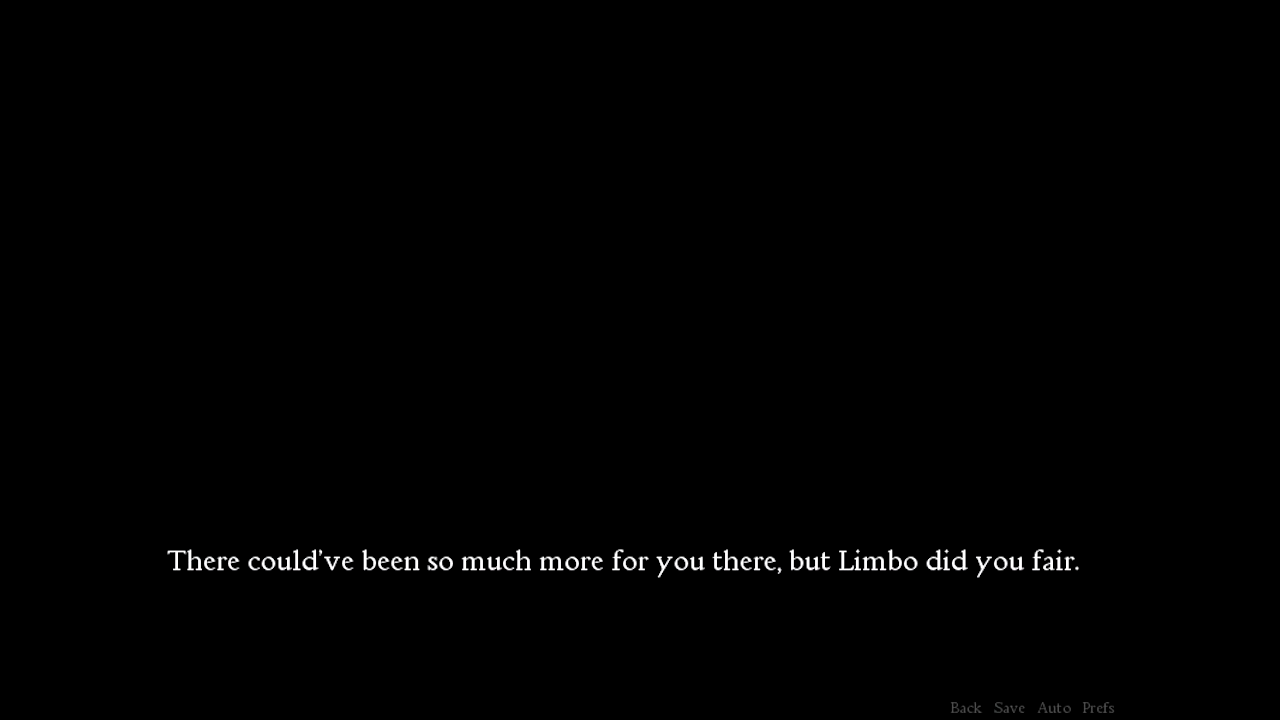 There could've been so much more for you there, but Limbo did you fair.
Back Save Auto Prefs